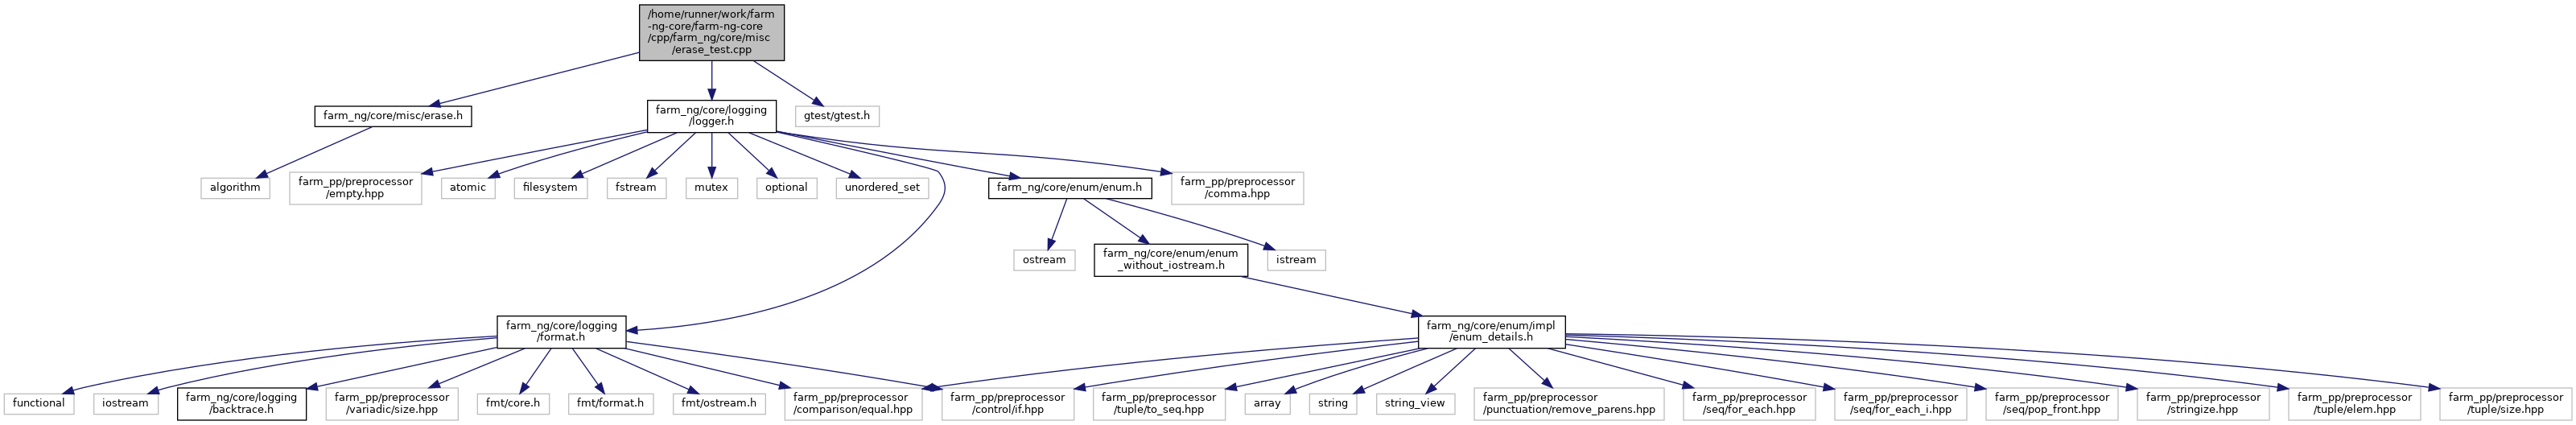 /home/runner/work/farm
-ng-core/farm-ng-core
/cpp/farm_ng/core/misc
/erase_test.cpp
farm_ng/core/misc/erase.h
farm_ng/core/logging
/logger.h
gtest/gtest.h
algorithm
farm_pp/preprocessor
/empty.hpp
atomic
filesystem
fstream
mutex
optional
unordered_set
farm_ng/core/enum/enum.h
farm_pp/preprocessor
/comma.hpp
ostream
farm_ng/core/enum/enum
_without_iostream.h
istream
farm_ng/core/logging
/format.h
farm_ng/core/enum/impl
/enum_details.h
functional
iostream
farm_ng/core/logging
/backtrace.h
farm_pp/preprocessor
/variadic/size.hpp
fmt/core.h
fmt/format.h
fmt/ostream.h
farm_pp/preprocessor
/comparison/equal.hpp
farm_pp/preprocessor
/control/if.hpp
farm_pp/preprocessor
/tuple/to_seq.hpp
array
string
string_view
farm_pp/preprocessor
/punctuation/remove_parens.hpp
farm_pp/preprocessor
/seq/for_each.hpp
farm_pp/preprocessor
/seq/for_each_i.hpp
farm_pp/preprocessor
/seq/pop_front.hpp
farm_pp/preprocessor
/stringize.hpp
farm_pp/preprocessor
/tuple/elem.hpp
farm_pp/preprocessor
/tuple/size.hpp